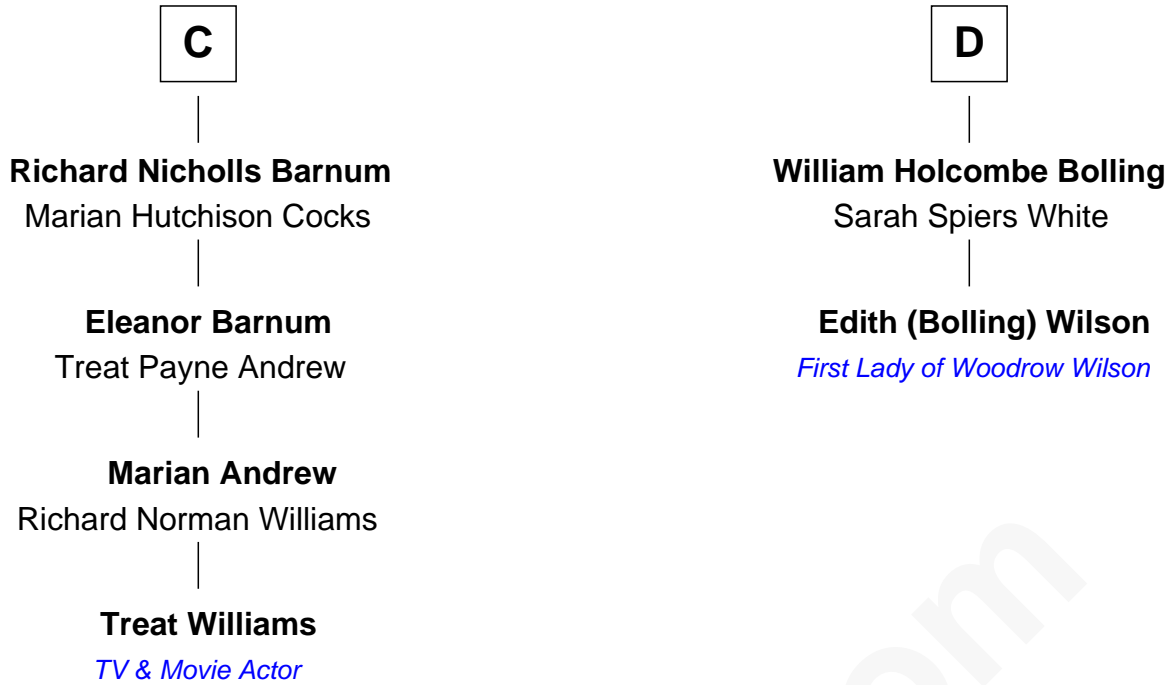 C
Richard Nicholls Barnum
Marian Hutchison Cocks
Eleanor Barnum
Treat Payne Andrew
Marian Andrew
Richard Norman Williams
Treat Williams
TV & Movie Actor
D
William Holcombe Bolling
Sarah Spiers White
Edith (Bolling) Wilson
First Lady of Woodrow Wilson
om